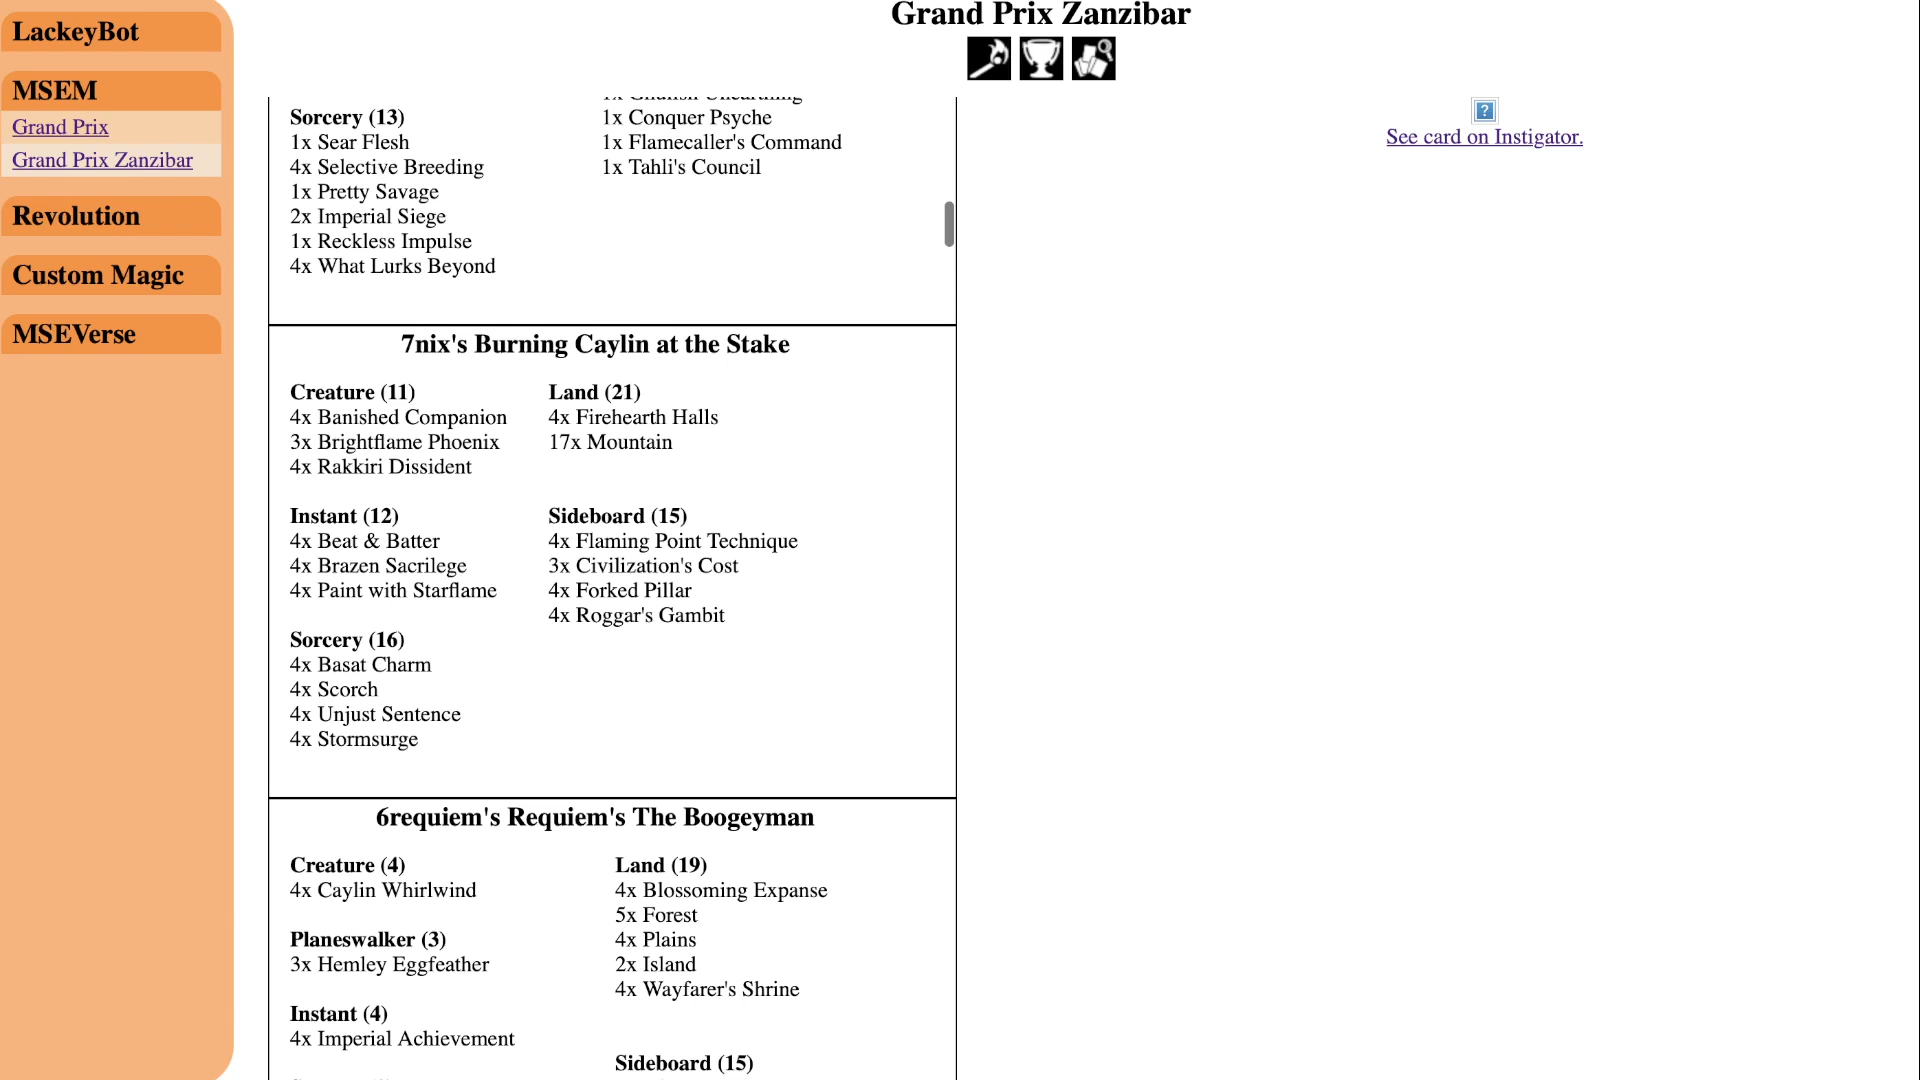 LackeyBot
MSEM
Grand Prix
Grand Prix Zanzibar
Revolution
Custom Magic
MSEVerse
Grand Prix Zanzibar
Sorcery (13)
1x Sear Flesh
4x Selective Breeding
1x Pretty Savage
2x Imperial Siege
1x Reckless Impulse
4x What Lurks Beyond
1x Conquer Psyche
1x Flamecaller's Command
1x Tahli's Council
7nix's Burning Caylin at the Stake
Creature (11)
4x Banished Companion
3x Brightflame Phoenix
4x Rakkiri Dissident
Instant (12)
4x Beat & Batter
4x Brazen Sacrilege
4x Paint with Starflame
Sorcery (16)
4x Basat Charm
4x Scorch
4x Unjust Sentence
4x Stormsurge
Land (21)
4x Firehearth Halls
17x Mountain
Sideboard (15)
4x Flaming Point Technique
3x Civilization's Cost
4x Forked Pillar
4x Roggar's Gambit
6requiem's Requiem's The Boogeyman
Creature (4)
4x Caylin Whirlwind
Planeswalker (3)
3x Hemley Eggfeather
Instant (4)
4x Imperial Achievement
Land (19)
4x Blossoming Expanse
5x Forest
4x Plains
2x Island
4x Wayfarer's Shrine
Sideboard (15)
See card on Instigator.